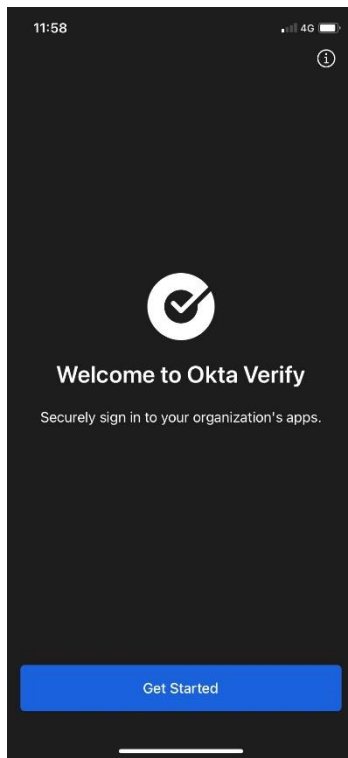 11:58
4G
Welcome to Okta Verify
Securely sign in to your organization's apps.
Get Started